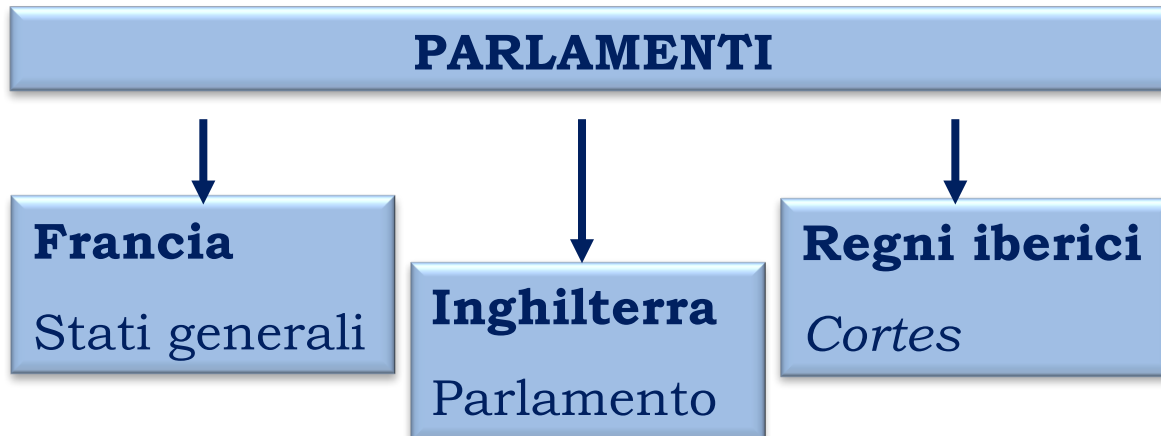 PARLAMENTI
Francia
Stati generali
Inghilterra
Parlamento
Regni iberici
Cortes